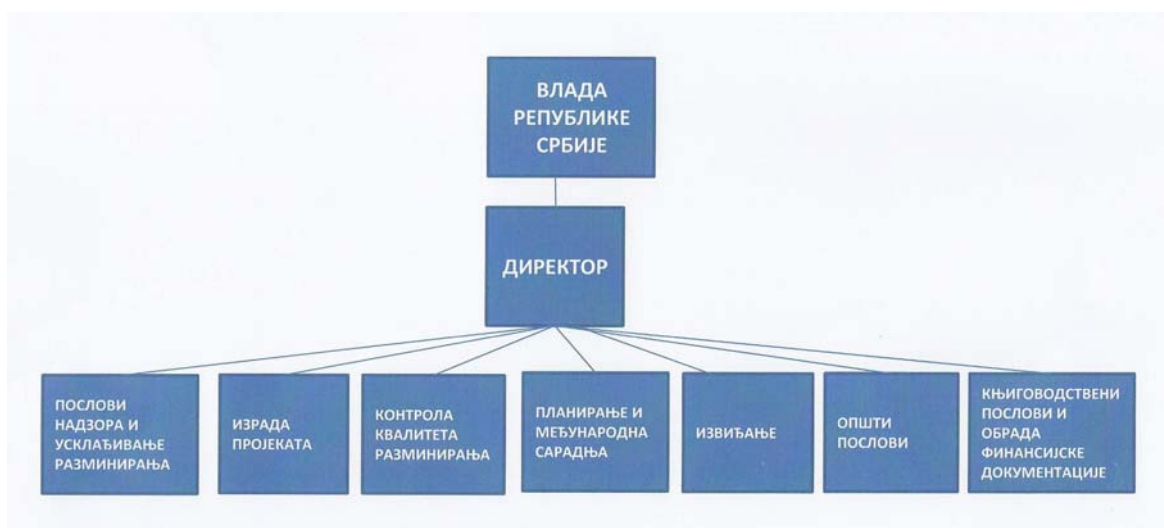 ВЛАДА
РЕПУБЛИКЕ
СРБИЈЕ
ДИРЕКТОР
ПОСЛОВИ
НАДЗОРА И
УСКЛАЂИВАЊЕ
РАЗМИНИРАЊА
ИЗРАДА
ПРОЈЕКАТА
КОНТРОЛА
КВАЛИТЕТА
РАЗМИНИРАЊА
ПЛАНИРАЊЕ И
МЕЂУНАРОДНА
САРАДЊА
ИЗВИЂАЊЕ
ОПШТИ
ПОСЛОВИ
КЊИГОВОДСТВЕНИ
ПОСЛОВИ И
ОБРАДА
ФИНАНСИЈСКЕ
ДОКУМЕНТАЦИЈЕ